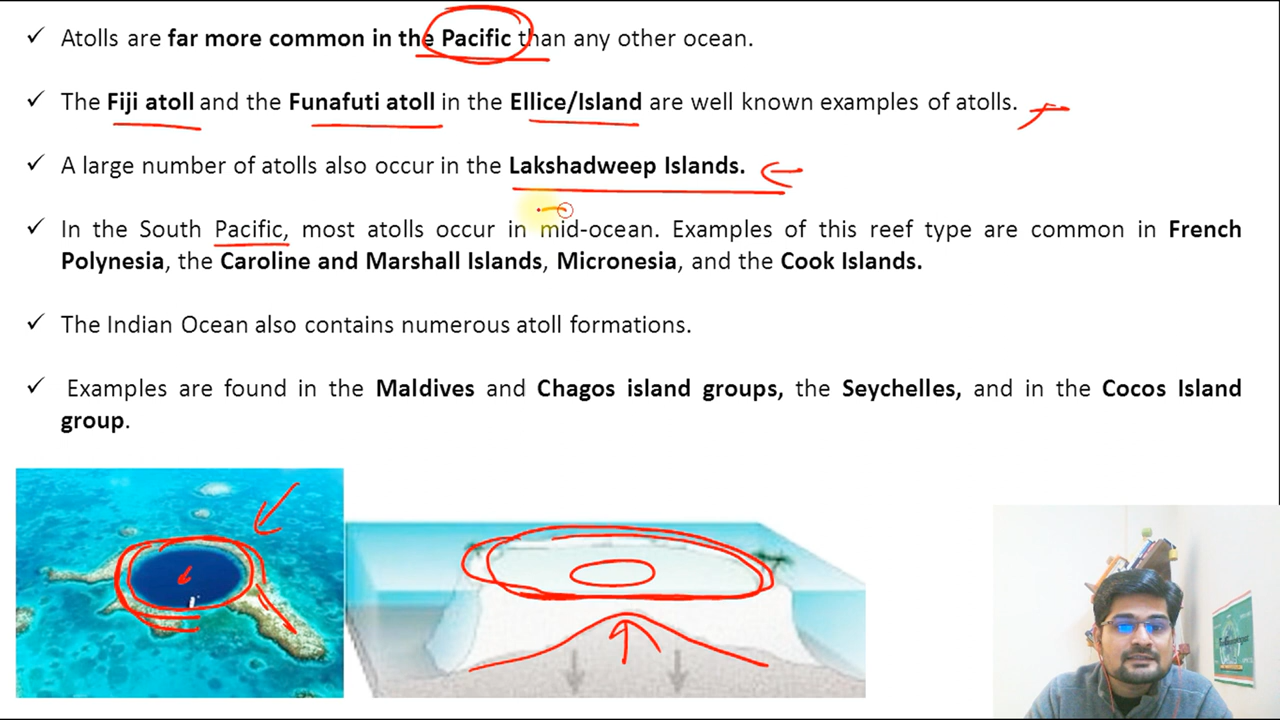 ✓ Atolls are far more common in the Pacific than any other ocean.
✓ The Fiji atoll and the Funafuti atoll in the Ellice/Island are well known examples of atolls.
✓ A large number of atolls also occur in the Lakshadweep Islands.
✓ In the South Pacific, most atolls occur in mid-ocean. Examples of this reef type are common in French
Polynesia, the Caroline and Marshall Islands, Micronesia, and the Cook Islands.
✓ The Indian Ocean also contains numerous atoll formations.
✓ Examples are found in the Maldives and Chagos island groups, the Seychelles, and in the Cocos Island
group.